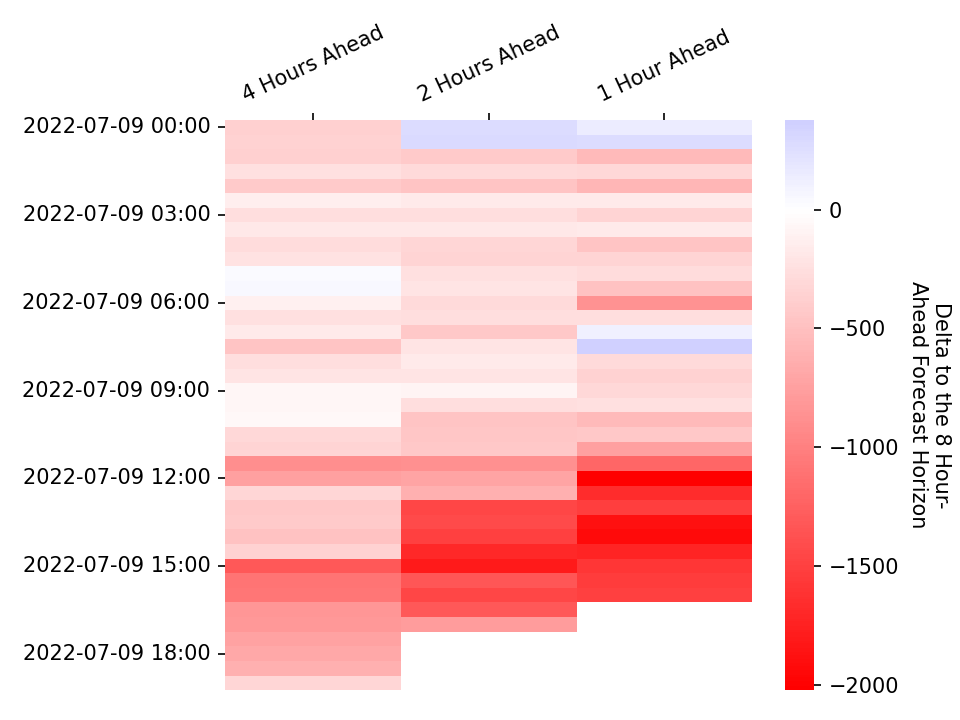 4 Hours Ahead
2 Hours Ahead
1 Hour Ahead
2022-07-09 00:00
2022-07-09 03:00
2022-07-09 06:00
2022-07-09 09:00
2022-07-09 12:00
2022-07-09 15:00
2022-07-09 18:00
0
−500
−1000
−1500
−2000
Delta to the 8 Hour-
Ahead Forecast Horizon